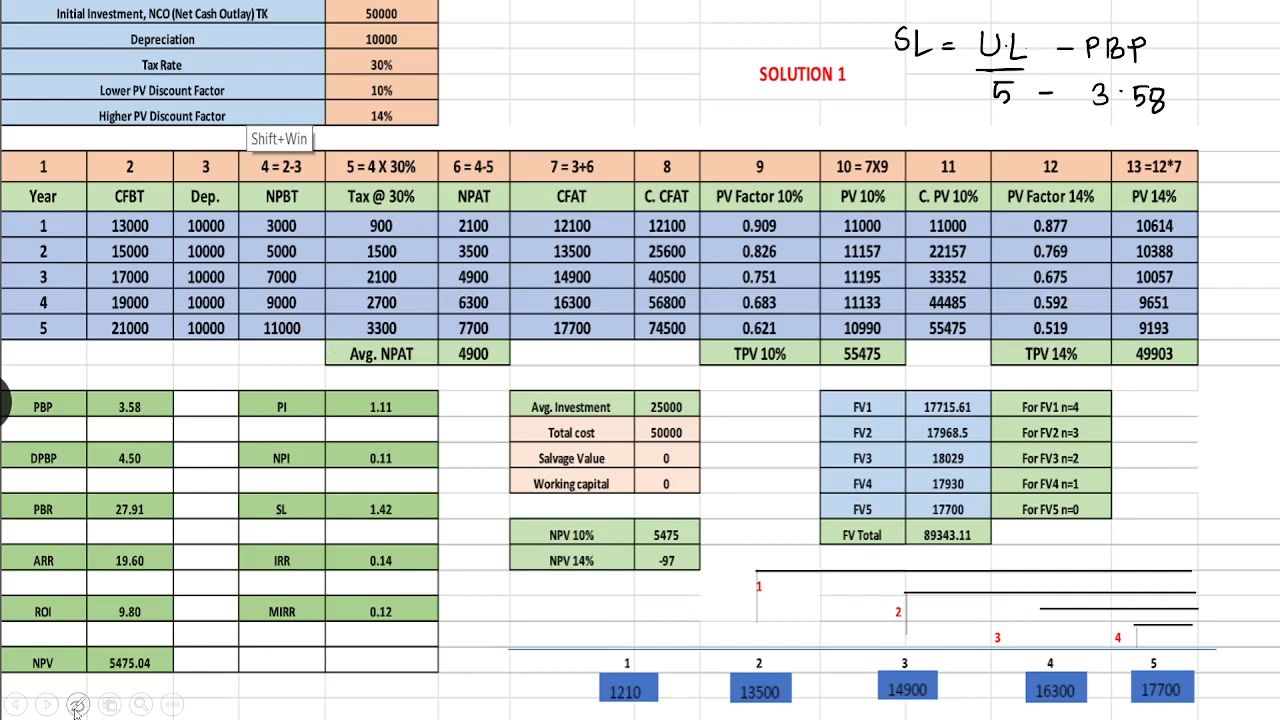 Initial Investment, NCO (Net Cash Outlay) TK 50000
Depreciation 10000
Tax Rate 30%
Lower PV Discount Factor 10%
Higher PV Discount Factor 14%
Shift+Win
SOLUTION 1
SL = U.L - PBP
5 - 3.58
1 2 3 4 = 2-3 5 = 4 X 30% 6 = 4-5 7 = 3+6 8 9 10 = 7X9 11 12 13 =12*7
Year CFBT Dep. NPBT Tax @ 30% NPAT CFAT C. CFAT PV Factor 10% PV 10% C. PV 10% PV Factor 14% PV 14%
1 13000 10000 3000 900 2100 12100 12100 0.909 11000 11000 0.877 10614
2 15000 10000 5000 1500 3500 13500 25600 0.826 11157 22157 0.769 10388
3 17000 10000 7000 2100 4900 14900 40500 0.751 11195 33352 0.675 10057
4 19000 10000 9000 2700 6300 16300 56800 0.683 11133 44485 0.592 9651
5 21000 10000 11000 3300 7700 17700 74500 0.621 10990 55475 0.519 9193
Avg. NPAT 4900 TPV 10% 55475 TPV 14% 49903
PBP 3.58 PI 1.11 Avg. Investment 25000 FV1 17715.61 For FV1 n=4
Total cost 50000 FV2 17968.5 For FV2 n=3
DPBP 4.50 NPI 0.11 Salvage Value 0 FV3 18029 For FV3 n=2
Working capital 0 FV4 17930 For FV4 n=1
PBR 27.91 SL 1.42 FV5 17700 For FV5 n=0
NPV 10% 5475 FV Total 89343.11
ARR 19.60 IRR 0.14 NPV 14% -97
1
ROI 9.80 MIRR 0.12 2
3 4
NPV 5475.04 1 2 3 4 5
1210 13500 14900 16300 17700